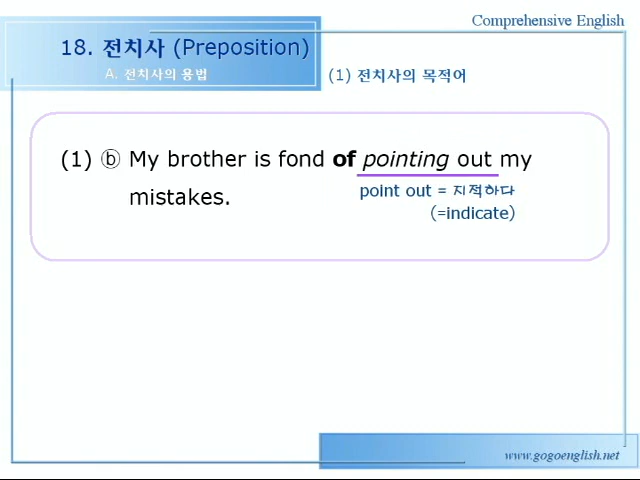 Comprehensive English
18. 전치사 (Preposition)
A. 전치사의 용법
(1) 전치사의 목적어
(1) ⓑ My brother is fond of pointing out my
mistakes.
point out = 지적하다
(=indicate)
www.gogoenglish.net